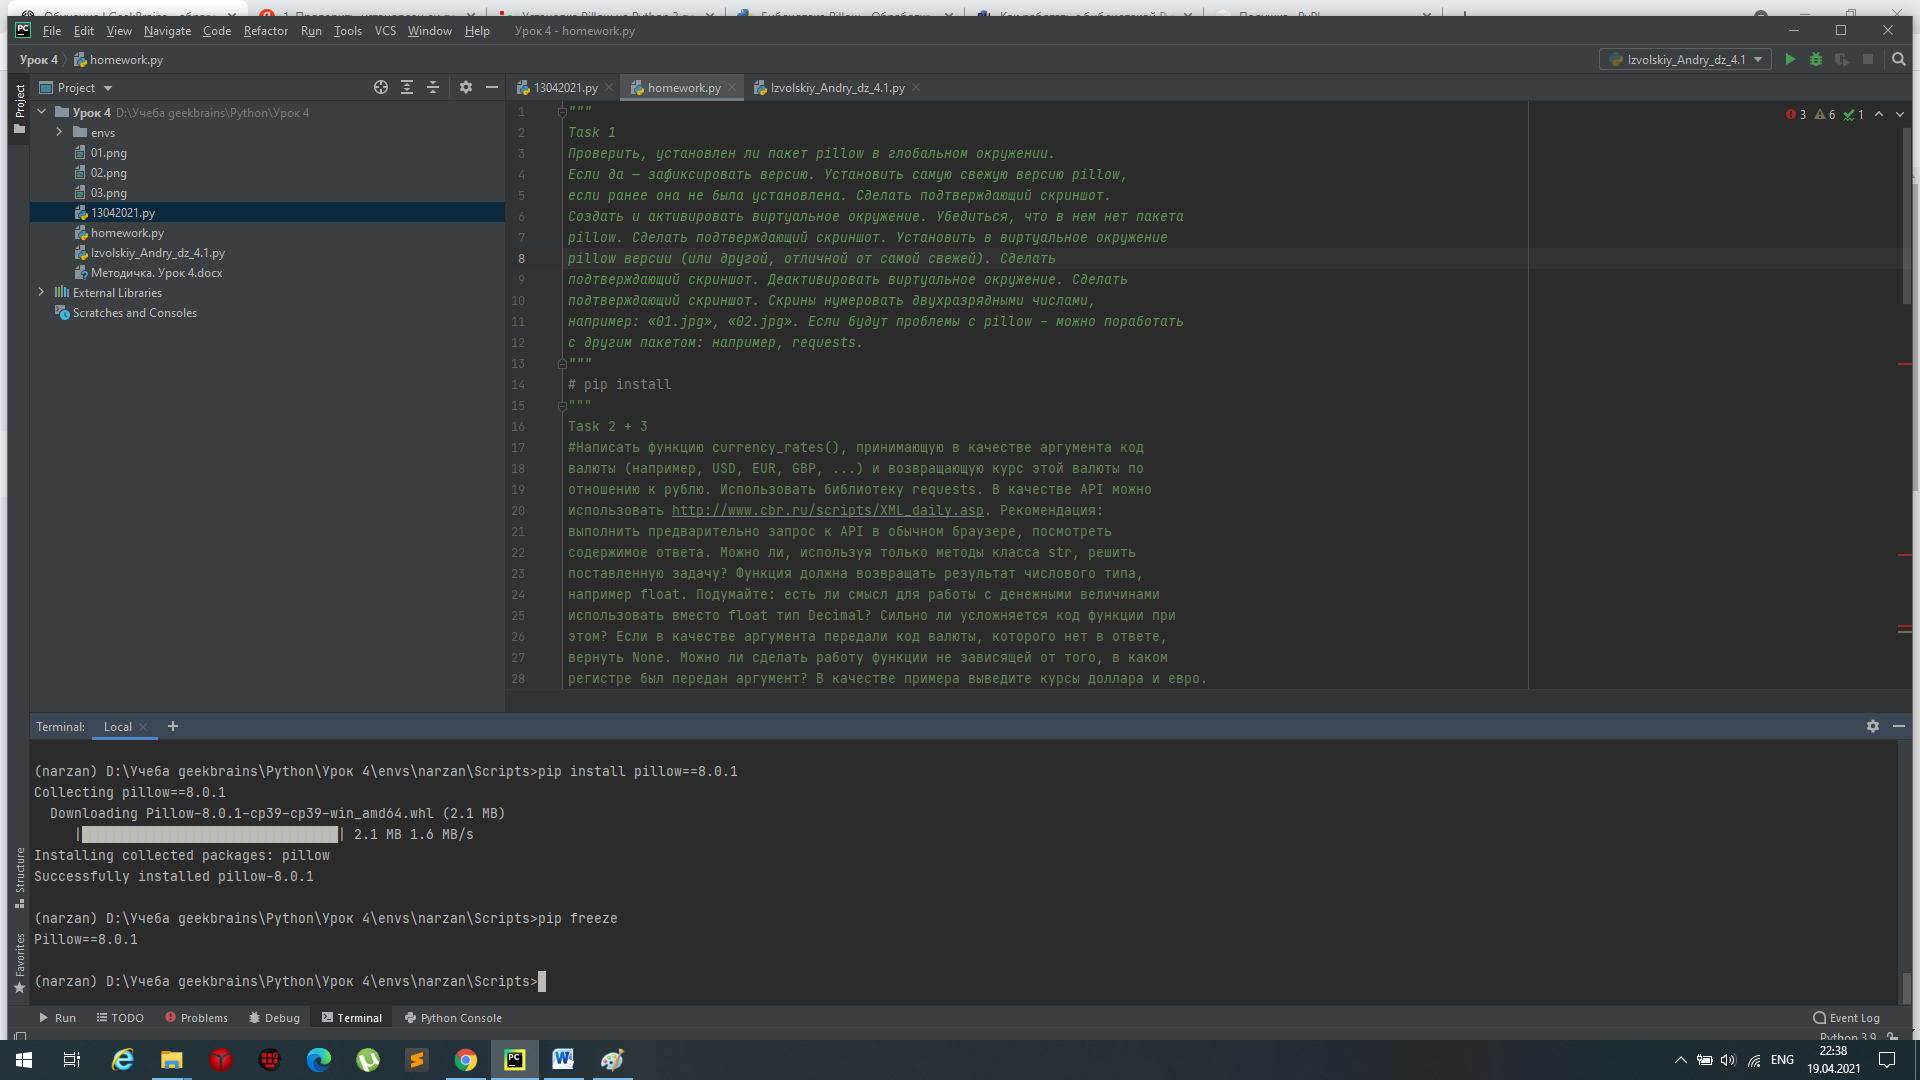 File Edit View Navigate Code Refactor Run Tools VCS Window Help Урок 4 - homework.py
Урок 4 homework.py Izvolskiy_Andry_dz_4.1
Project
13042021.py homework.py Izvolskiy_Andry_dz_4.1.py
Урок 4 D:\Учеба geekbrains\Python\Урок 4
envs
01.png
02.png
03.png
13042021.py
homework.py
Izvolskiy_Andry_dz_4.1.py
Методичка. Урок 4.docx
External Libraries
Scratches and Consoles
Project
Structure
Favorites
3 6 1
1 """
2 Task 1
3 Проверить, установлен ли пакет pillow в глобальном окружении.
4 Если да — зафиксировать версию. Установить самую свежую версию pillow,
5 если ранее она не была установлена. Сделать подтверждающий скриншот.
6 Создать и активировать виртуальное окружение. Убедиться, что в нем нет пакета
7 pillow. Сделать подтверждающий скриншот. Установить в виртуальное окружение
8 pillow версии (или другой, отличной от самой свежей). Сделать
9 подтверждающий скриншот. Деактивировать виртуальное окружение. Сделать
10 подтверждающий скриншот. Скрины нумеровать двухразрядными числами,
11 например: «01.jpg», «02.jpg». Если будут проблемы с pillow - можно поработать
12 с другим пакетом: например, requests.
13 """
14 # pip install
15 """
16 Task 2 + 3
17 #Написать функцию currency_rates(), принимающую в качестве аргумента код
18 валюты (например, USD, EUR, GBP, ...) и возвращающую курс этой валюты по
19 отношению к рублю. Использовать библиотеку requests. В качестве API можно
20 использовать http://www.cbr.ru/scripts/XML_daily.asp. Рекомендация:
21 выполнить предварительно запрос к API в обычном браузере, посмотреть
22 содержимое ответа. Можно ли, используя только методы класса str, решить
23 поставленную задачу? Функция должна возвращать результат числового типа,
24 например float. Подумайте: есть ли смысл для работы с денежными величинами
25 использовать вместо float тип Decimal? Сильно ли усложняется код функции при
26 этом? Если в качестве аргумента передали код валюты, которого нет в ответе,
27 вернуть None. Можно ли сделать работу функции не зависящей от того, в каком
28 регистре был передан аргумент? В качестве примера выведите курсы доллара и евро.
Terminal: Local
(narzan) D:\Учеба geekbrains\Python\Урок 4\envs\narzan\Scripts>pip install pillow==8.0.1
Collecting pillow==8.0.1
Downloading Pillow-8.0.1-cp39-cp39-win_amd64.whl (2.1 MB)
| | 2.1 MB 1.6 MB/s
Installing collected packages: pillow
Successfully installed pillow-8.0.1
(narzan) D:\Учеба geekbrains\Python\Урок 4\envs\narzan\Scripts>pip freeze
Pillow==8.0.1
(narzan) D:\Учеба geekbrains\Python\Урок 4\envs\narzan\Scripts>
Run TODO Problems Debug Terminal Python Console Event Log
Python 3.9
ENG 22:38
19.04.2021